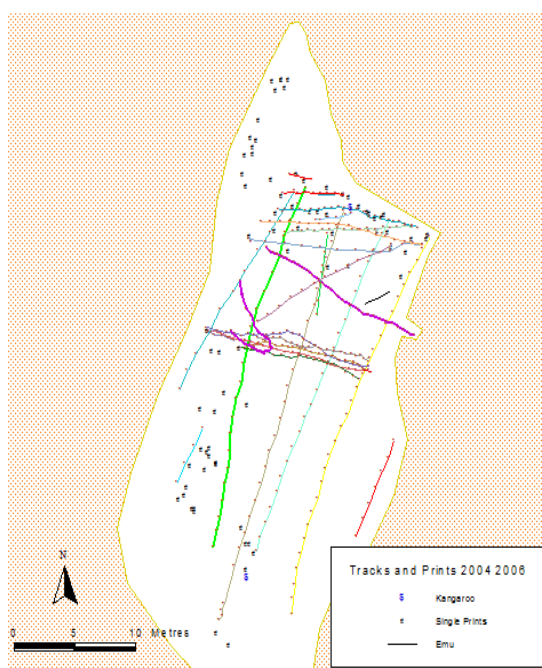 N
0 5 10 Metres
Tracks and Prints 2004 2006
Kangaroo
Single Prints
Emu